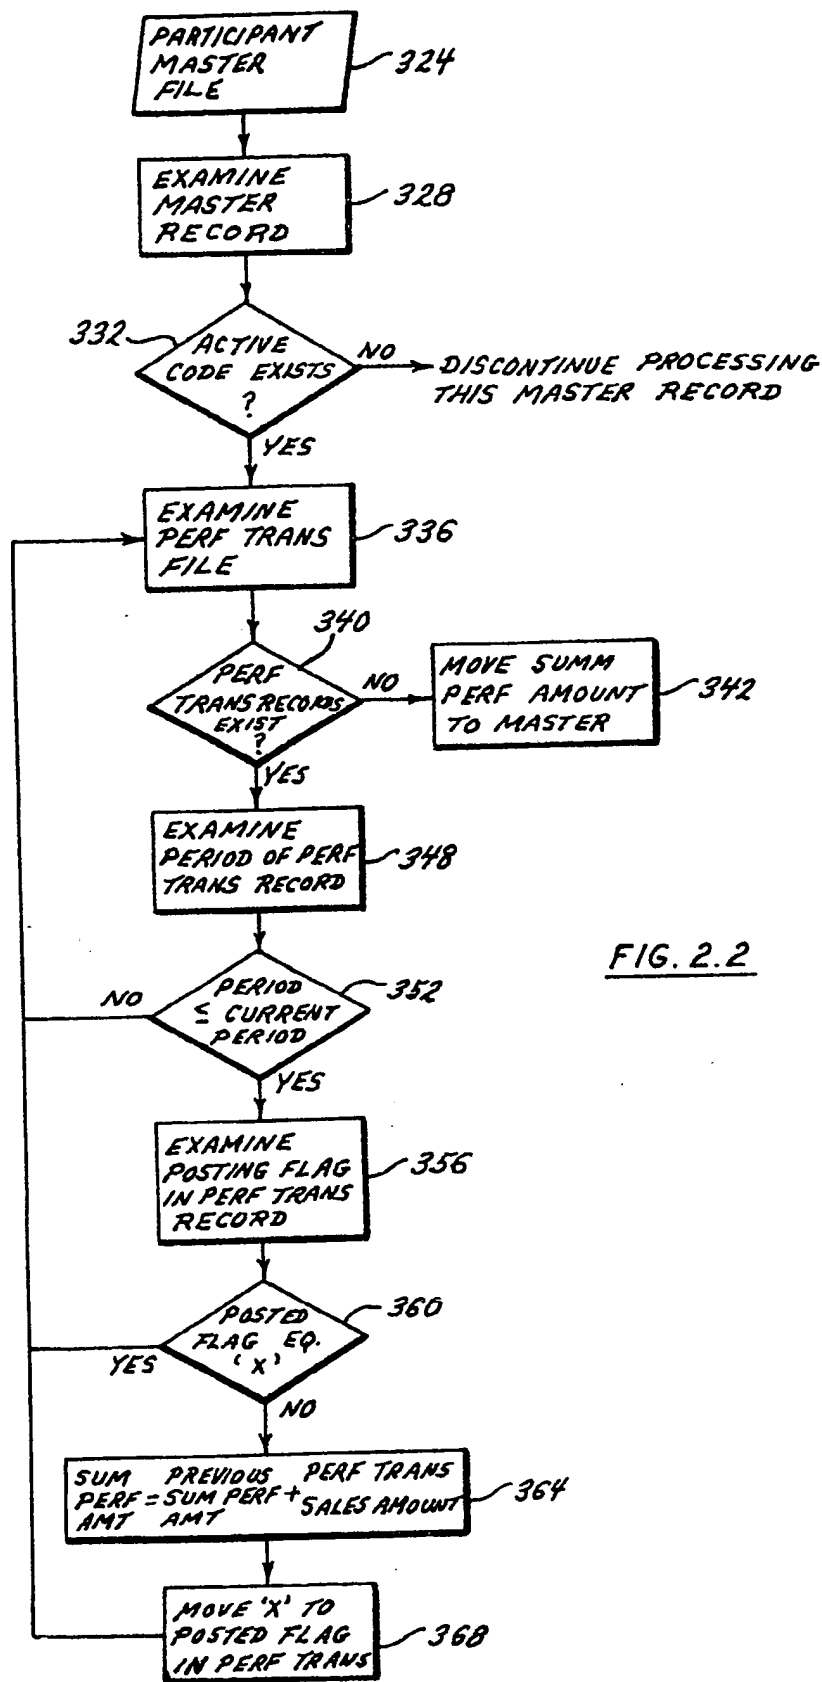 PARTICIPANT
MASTER
FILE
324
EXAMINE
MASTER
RECORD
328
332
ACTIVE
CODE EXISTS
?
NO
DISCONTINUE PROCESSING
THIS MASTER RECORD
YES
EXAMINE
PERF TRANS
FILE
336
340
PERF
TRANS RECORDS
EXIST
?
NO
MOVE SUMM
PERF AMOUNT
TO MASTER
342
YES
EXAMINE
PERIOD OF PERF
TRANS RECORD
348
FIG. 2.2
PERIOD
≤ CURRENT
PERIOD
352
NO
YES
EXAMINE
POSTING FLAG
IN PERF TRANS
RECORD
356
POSTED
FLAG EQ.
'X'
360
YES
NO
SUM PREVIOUS PERF TRANS
PERF = SUM PERF + SALES AMOUNT
AMT AMT
364
MOVE 'X' TO
POSTED FLAG
IN PERF TRANS
368